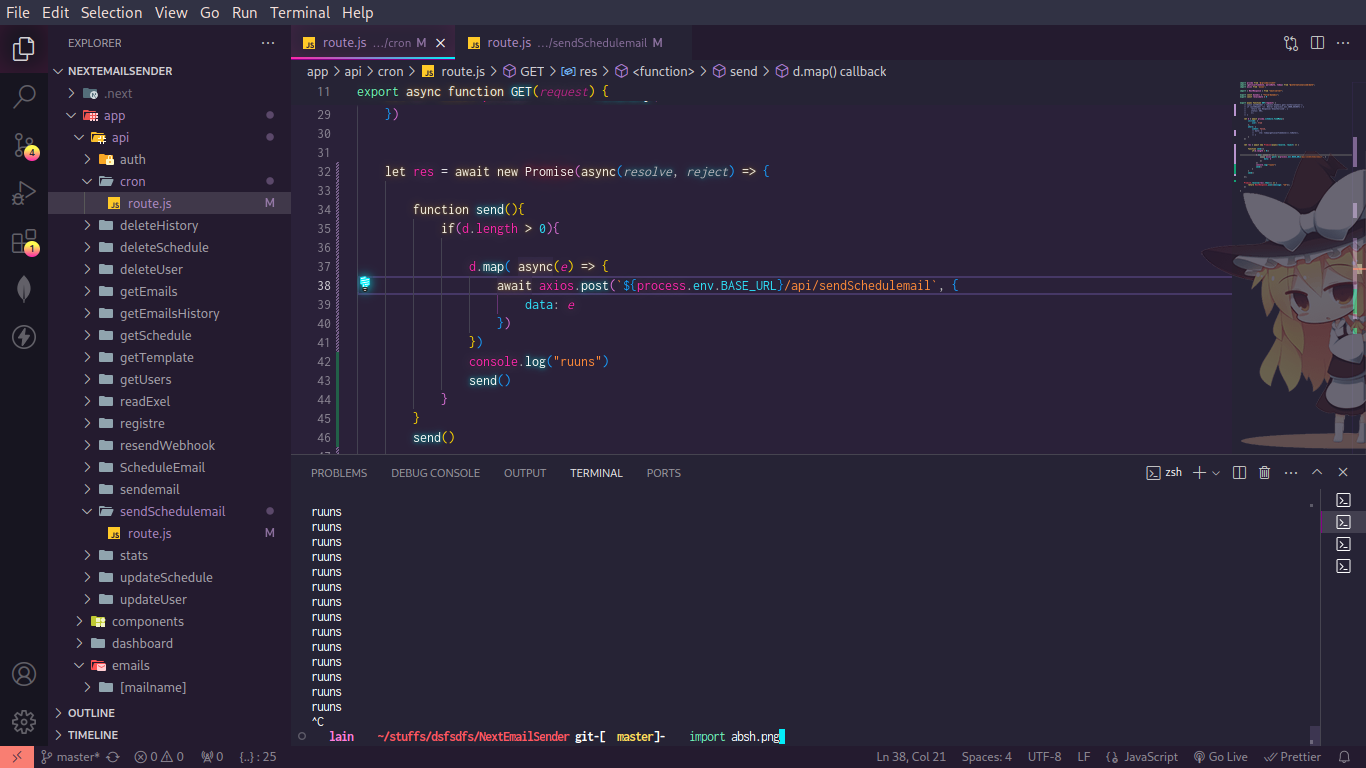 File Edit Selection View Go Run Terminal Help
EXPLORER ...
route.js .../cron M
route.js .../sendSchedulemail M
NEXTEMAILSENDER
app > api > cron > route.js > GET > res > <function> > send > d.map() callback
.next
11 export async function GET(request) {
app
29 })
api
30
auth
31
cron
32 let res = await new Promise(async(resolve, reject) => {
route.js M
33
deleteHistory
34 function send(){
deleteSchedule
35 if(d.length > 0){
deleteUser
36
getEmails
37 d.map( async(e) => {
getEmailsHistory
38 await axios.post(`${process.env.BASE_URL}/api/sendSchedulemail`, {
getSchedule
39 data: e
getTemplate
40 })
getUsers
41 })
readExel
42 console.log("ruuns")
registre
43 send()
resendWebhook
44 }
ScheduleEmail
45 }
sendemail
46 send()
sendSchedulemail
route.js M
stats
updateSchedule
updateUser
components
dashboard
emails
[mailname]
OUTLINE
TIMELINE
4
1
PROBLEMS DEBUG CONSOLE OUTPUT TERMINAL PORTS
zsh
ruuns
ruuns
ruuns
ruuns
ruuns
ruuns
ruuns
ruuns
ruuns
ruuns
ruuns
ruuns
ruuns
ruuns
^C
lain ~/stuffs/dsfsdfs/NextEmailSender git-[ master]- import absh.png
master* 0 0 0 {..} : 25
Ln 38, Col 21 Spaces: 4 UTF-8 LF {} JavaScript Go Live Prettier